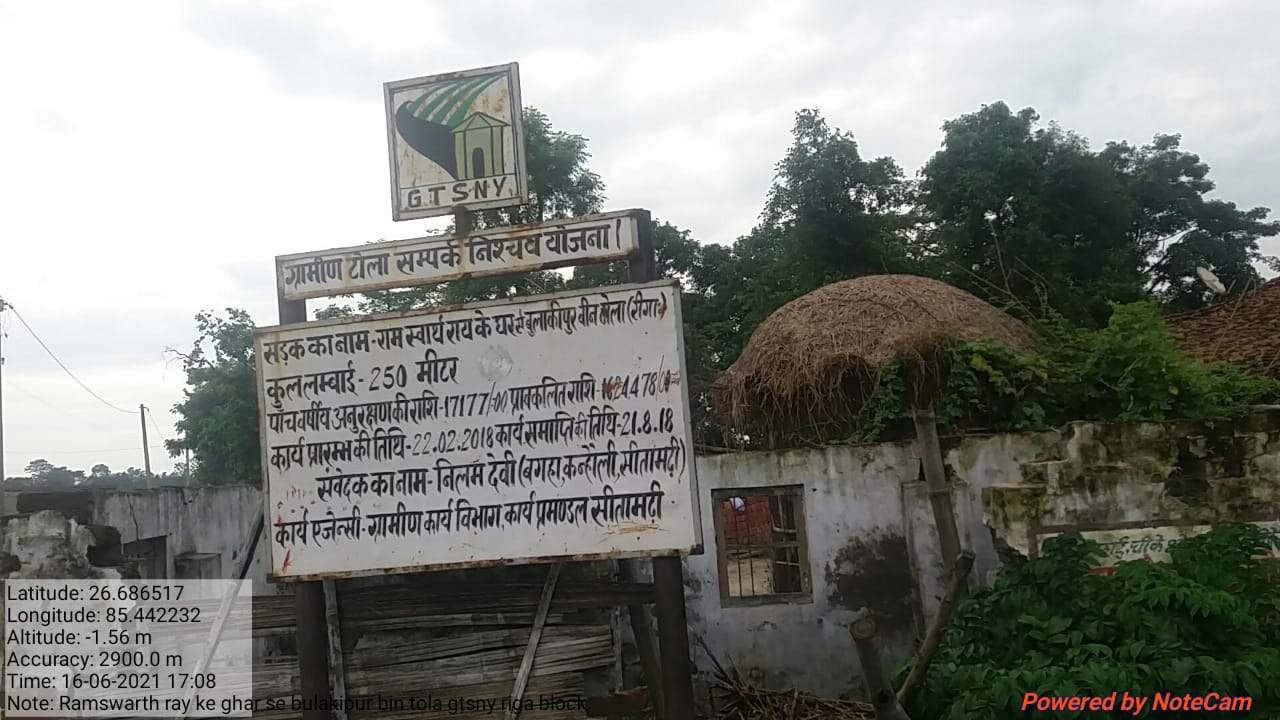 GTSNY
ग्रामीण टोला सम्पर्क निश्चय योजना।
सड़क का नाम-राम स्वार्थ राय के घर से बुलाकीपुर बीन टोला (रीगा)
कुल लम्बाई- 250 मीटर
पाँच वर्षीय अनुरक्षण की राशि-17177/00 प्राक्कलित राशि-
कार्य प्रारम्भ की तिथि-22.02.2018 कार्य समाप्ति की तिथि-21.8.18
संवेदक का नाम- निलम देवी (बगहा,कन्हौली,सीतामढ़ी)
कार्य एजेन्सी-ग्रामीण कार्य विभाग, कार्य प्रमण्डल सीतामढ़ी
Latitude: 26.686517
Longitude: 85.442232
Altitude: -1.56 m
Accuracy: 2900.0 m
Time: 16-06-2021 17:08
Note: Ramswarth ray ke ghar se bulakipur bin tola gtsny riga block
Powered by NoteCam